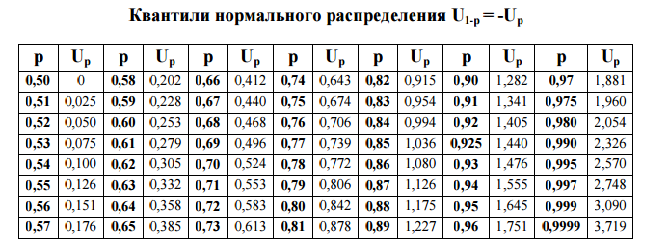 Квантили нормального распределения U1-p = -Up
p Up p Up p Up p Up p Up p Up p Up
0,50 0 0.58 0,202 0,66 0,412 0,74 0,643 0,82 0,915 0,90 1,282 0,97 1,881
0,51 0,025 0,59 0,228 0,67 0,440 0,75 0,674 0,83 0,954 0,91 1,341 0,975 1,960
0,52 0,050 0.60 0,253 0,68 0,468 0,76 0,706 0,84 0,994 0,92 1,405 0,980 2,054
0,53 0,075 0,61 0,279 0,69 0,496 0,77 0,739 0,85 1,036 0,925 1,440 0,990 2,326
0,54 0,100 0,62 0,305 0,70 0,524 0,78 0,772 0,86 1,080 0,93 1,476 0,995 2,570
0,55 0,126 0,63 0,332 0,71 0,553 0,79 0,806 0,87 1,126 0,94 1,555 0,997 2,748
0,56 0,151 0,64 0,358 0,72 0,583 0,80 0,842 0,88 1,175 0,95 1,645 0,999 3,090
0,57 0,176 0.65 0,385 0,73 0,613 0,81 0,878 0,89 1,227 0,96 1,751 0,9999 3,719